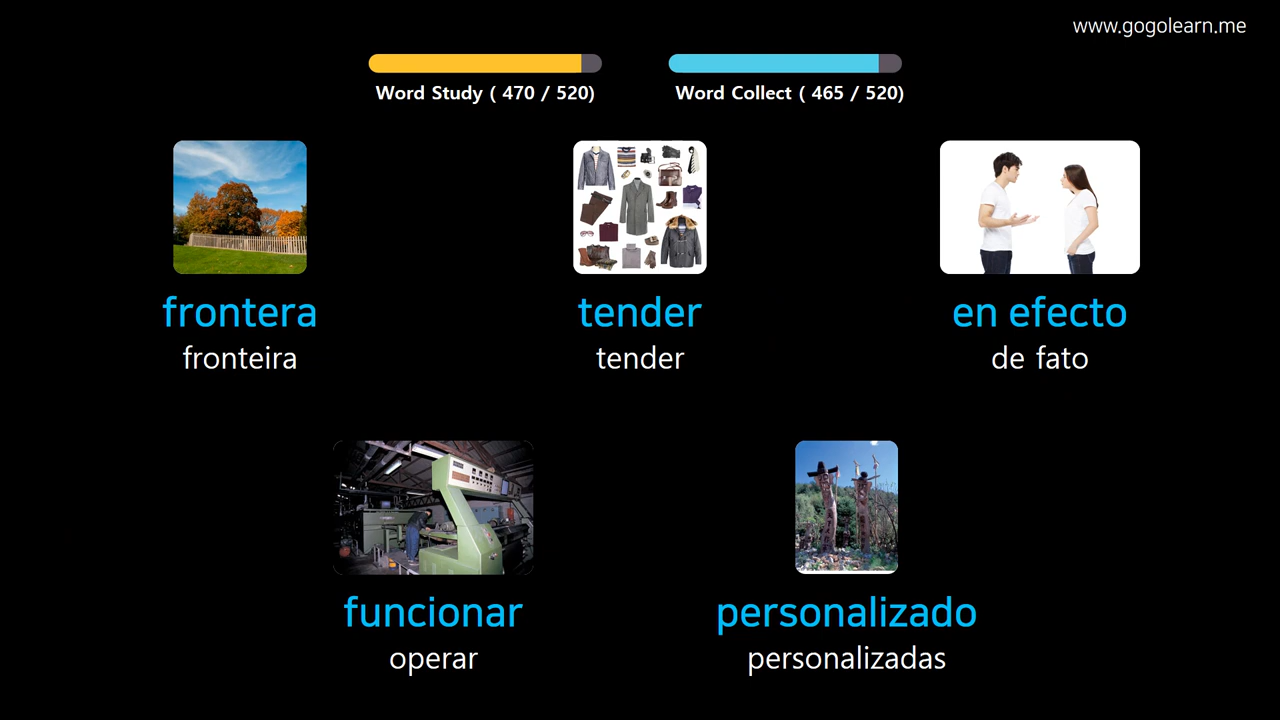 www.gogolearn.me
Word Study ( 470 / 520)
Word Collect ( 465 / 520)
frontera
fronteira
tender
tender
en efecto
de fato
funcionar
operar
personalizado
personalizadas